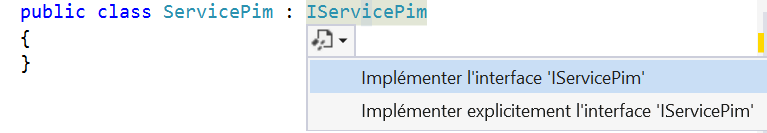 public class ServicePim : IServicePim
{
}
Implémenter l'interface 'IServicePim'
Implémenter explicitement l'interface 'IServicePim'